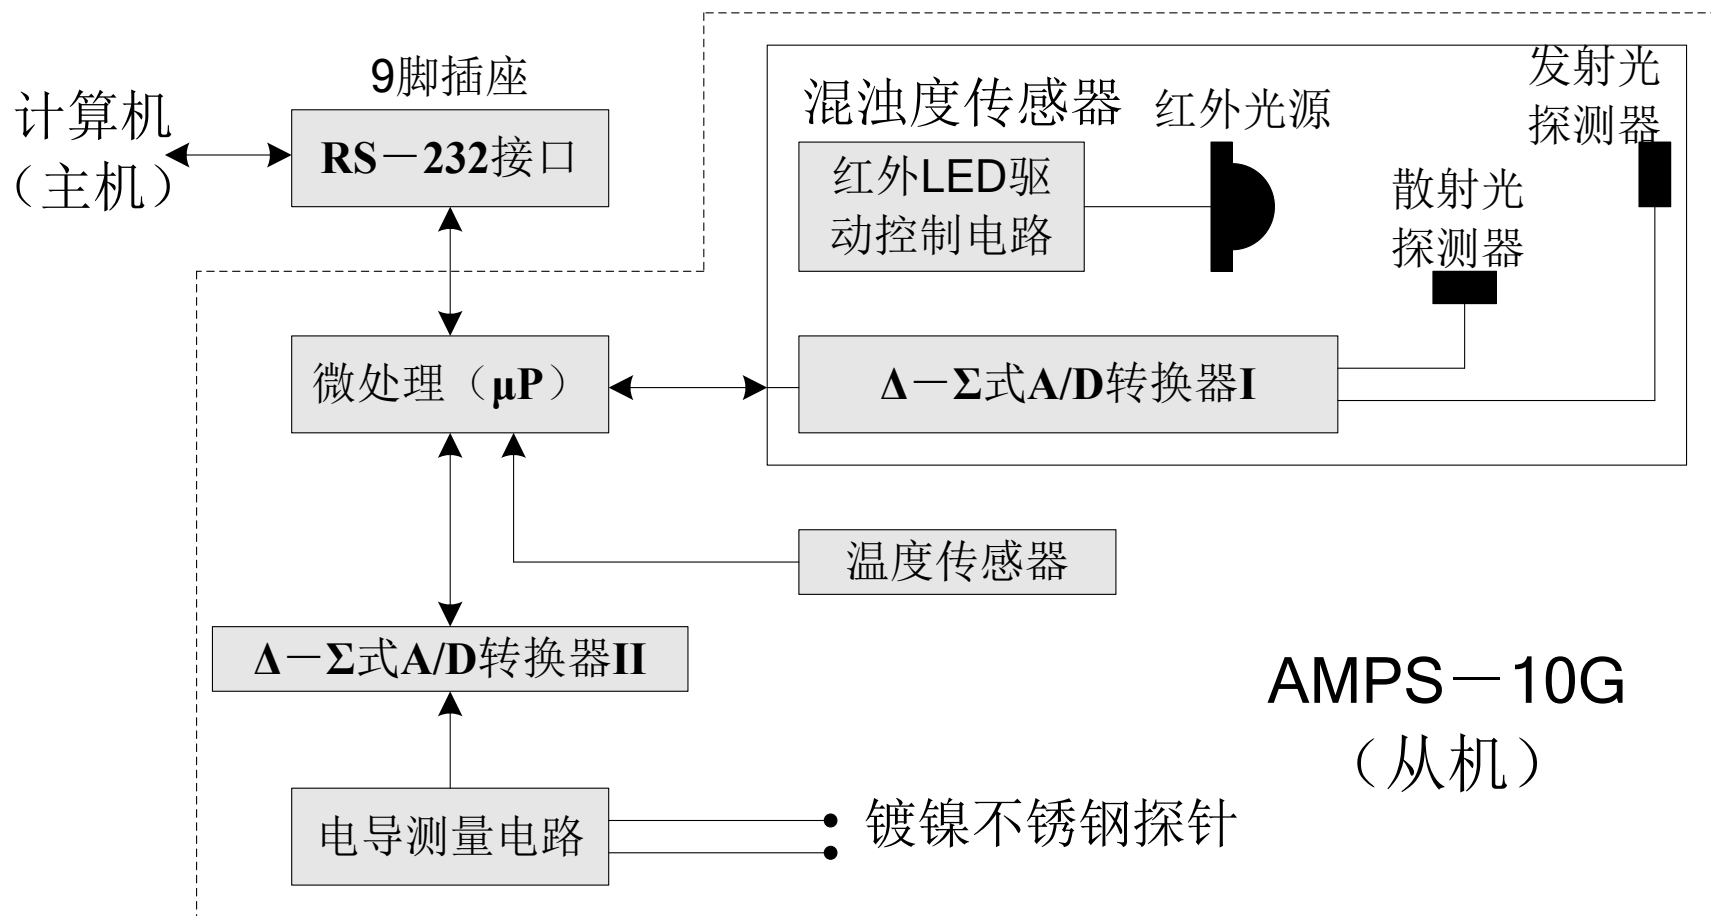 9脚插座
计算机
（主机）
RS－232接口
混浊度传感器
红外光源
发射光
探测器
红外LED驱
动控制电路
散射光
探测器
微处理（μP）
Δ－Σ式A/D转换器I
温度传感器
Δ－Σ式A/D转换器II
AMPS－10G
（从机）
电导测量电路
镀镍不锈钢探针